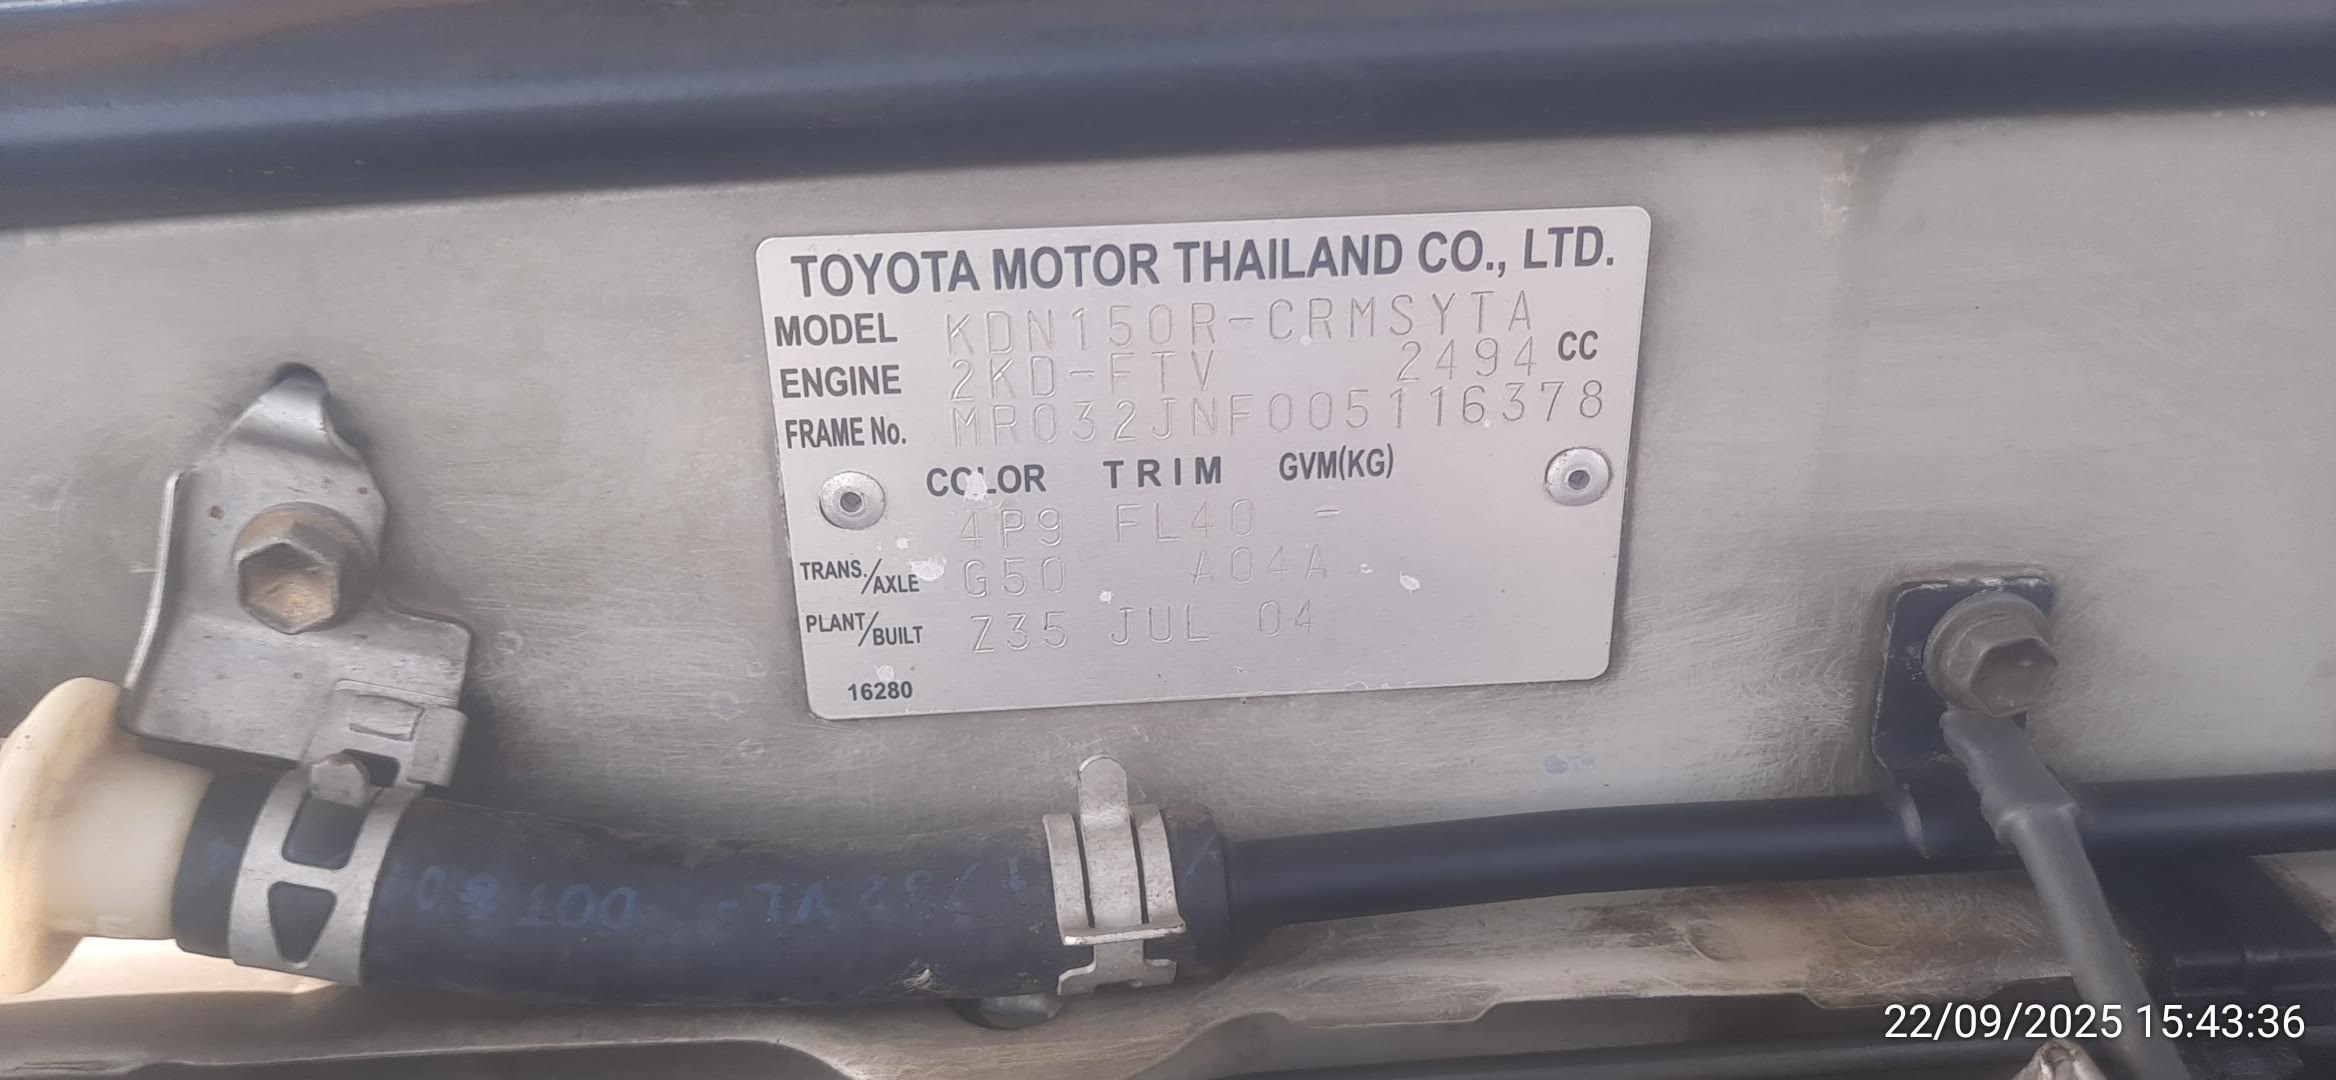 TOYOTA MOTOR THAILAND CO., LTD.
MODEL KDN150R-CRMSYTA
ENGINE 2KD-FTV 2494 CC
FRAME No. MR032JNF005116378
COLOR TRIM GVM(KG)
4P9 FL40 -
TRANS./AXLE G50 A04A
PLANT/BUILT Z35 JUL 04
16280
22/09/2025 15:43:36